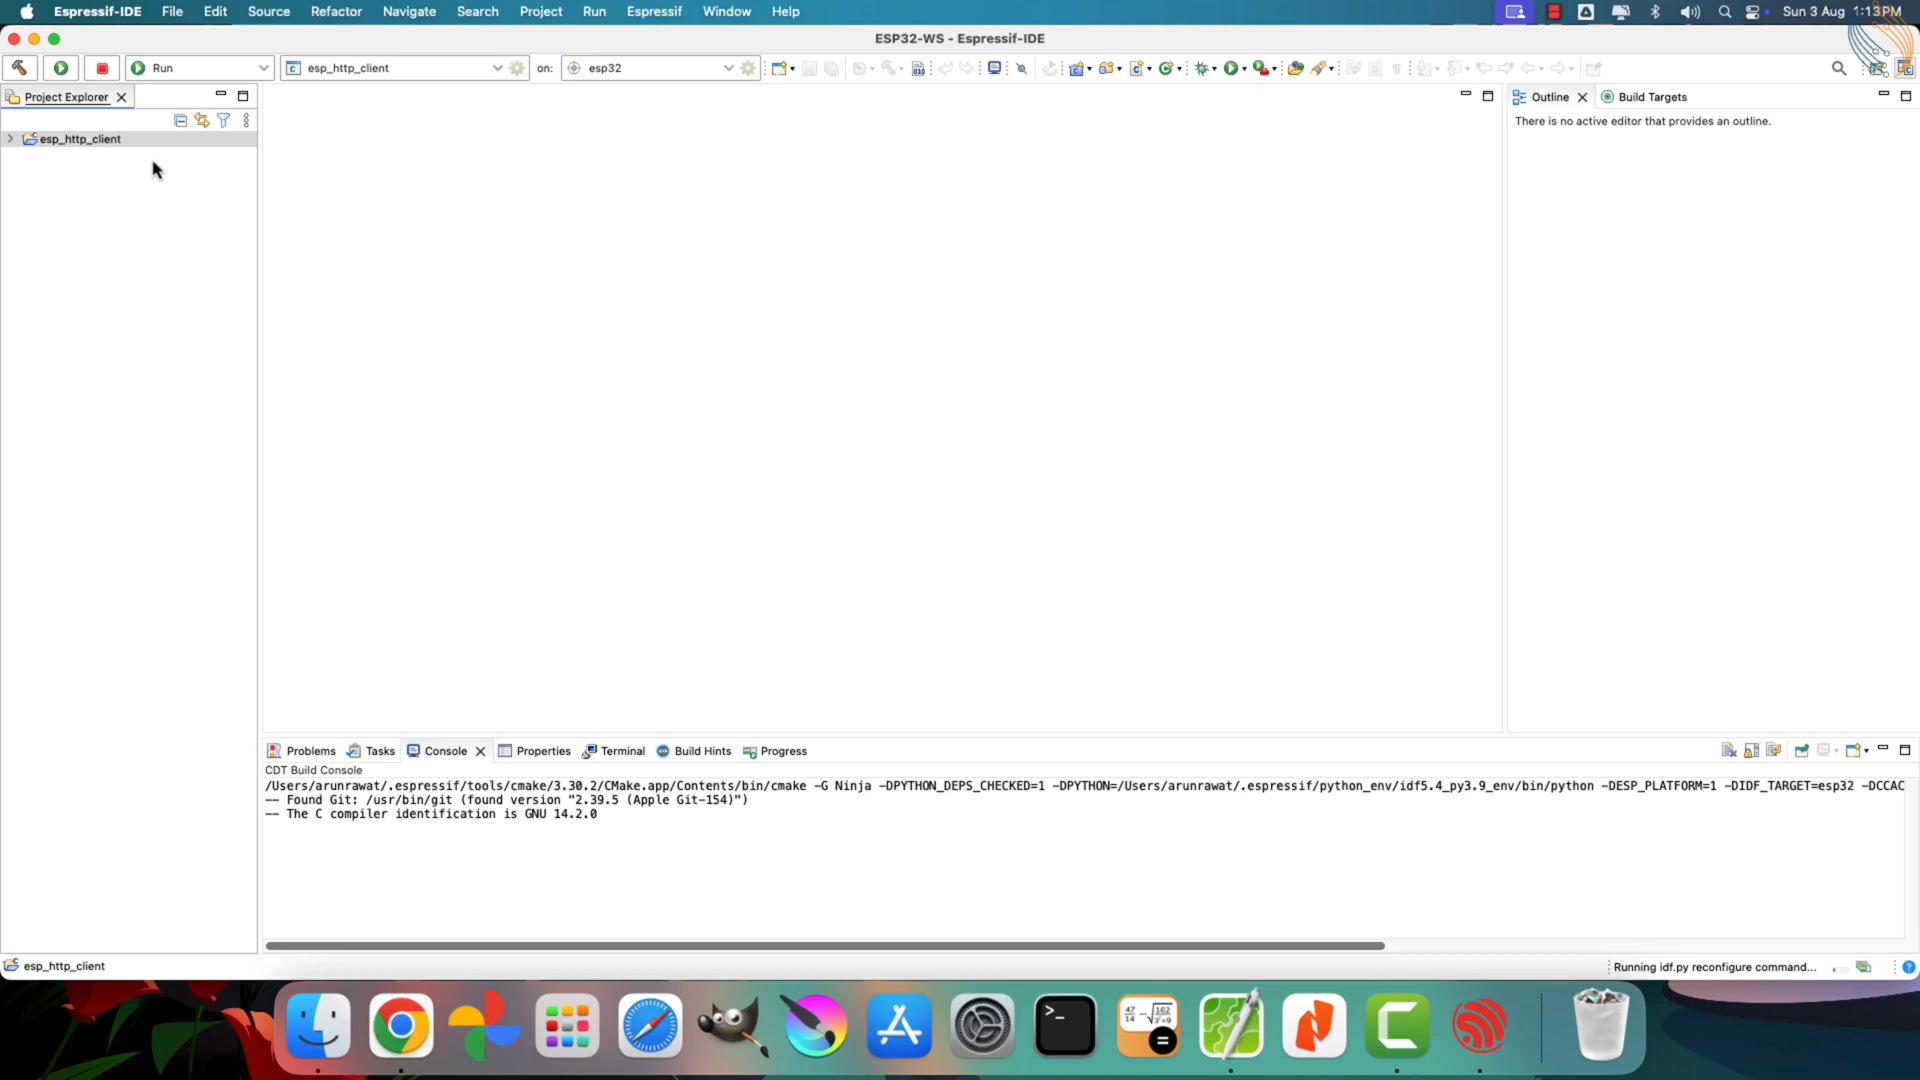 Espressif-IDE File Edit Source Refactor Navigate Search Project Run Espressif Window Help Sun 3 Aug 1:13PM
ESP32-WS - Espressif-IDE
Run esp_http_client on: esp32
Project Explorer
Outline Build Targets
There is no active editor that provides an outline.
esp_http_client
Problems Tasks Console Properties Terminal Build Hints Progress
CDT Build Console
/Users/arunrawat/.espressif/tools/cmake/3.30.2/CMake.app/Contents/bin/cmake -G Ninja -DPYTHON_DEPS_CHECKED=1 -DPYTHON=/Users/arunrawat/.espressif/python_env/idf5.4_py3.9_env/bin/python -DESP_PLATFORM=1 -DIDF_TARGET=esp32 -DCCAC
-- Found Git: /usr/bin/git (found version "2.39.5 (Apple Git-154)")
-- The C compiler identification is GNU 14.2.0
esp_http_client
Running idf.py reconfigure command...